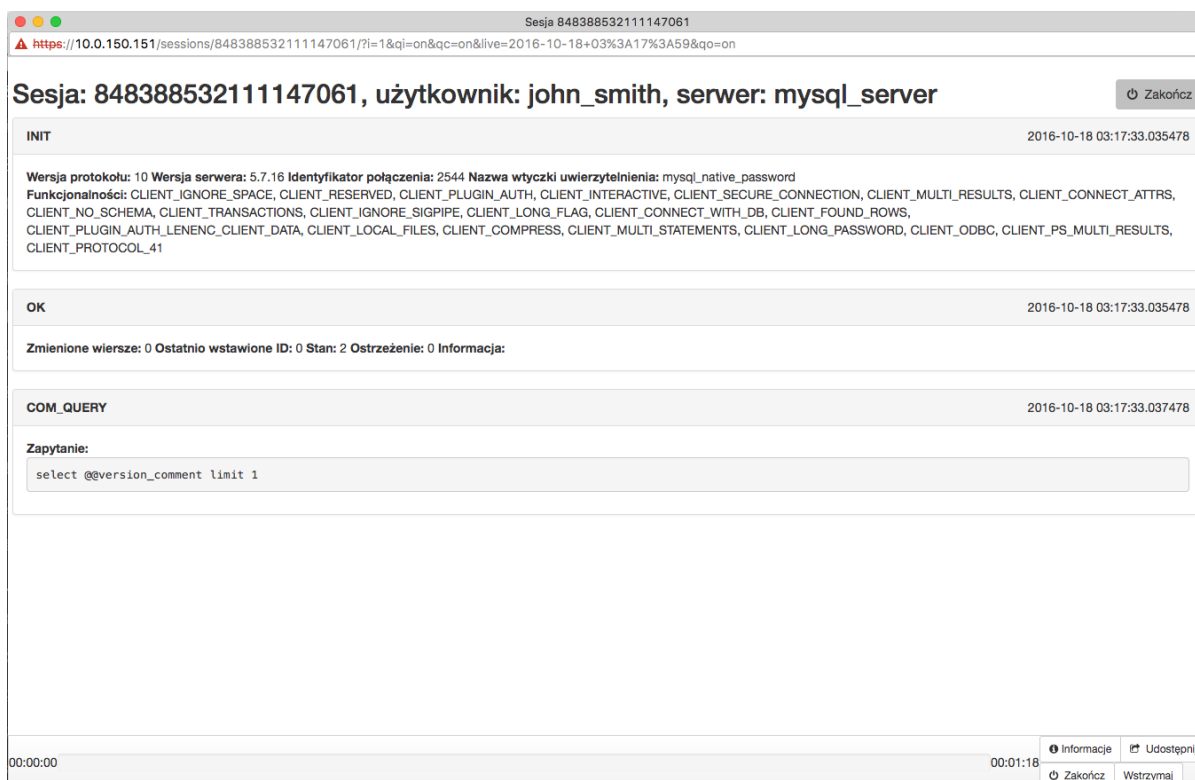 Sesja 848388532111147061
https://10.0.150.151/sessions/848388532111147061/?i=1&qi=on&qc=on&live=2016-10-18+03%3A17%3A59&qo=on
Sesja: 848388532111147061, użytkownik: john_smith, serwer: mysql_server
Zakończ
INIT 2016-10-18 03:17:33.035478
Wersja protokołu: 10 Wersja serwera: 5.7.16 Identyfikator połączenia: 2544 Nazwa wtyczki uwierzytelnienia: mysql_native_password
Funkcjonalności: CLIENT_IGNORE_SPACE, CLIENT_RESERVED, CLIENT_PLUGIN_AUTH, CLIENT_INTERACTIVE, CLIENT_SECURE_CONNECTION, CLIENT_MULTI_RESULTS, CLIENT_CONNECT_ATTRS,
CLIENT_NO_SCHEMA, CLIENT_TRANSACTIONS, CLIENT_IGNORE_SIGPIPE, CLIENT_LONG_FLAG, CLIENT_CONNECT_WITH_DB, CLIENT_FOUND_ROWS,
CLIENT_PLUGIN_AUTH_LENENC_CLIENT_DATA, CLIENT_LOCAL_FILES, CLIENT_COMPRESS, CLIENT_MULTI_STATEMENTS, CLIENT_LONG_PASSWORD, CLIENT_ODBC, CLIENT_PS_MULTI_RESULTS,
CLIENT_PROTOCOL_41
OK 2016-10-18 03:17:33.035478
Zmienione wiersze: 0 Ostatnio wstawione ID: 0 Stan: 2 Ostrzeżenie: 0 Informacja:
COM_QUERY 2016-10-18 03:17:33.037478
Zapytanie:
select @@version_comment limit 1
Informacje Udostępni
00:00:00 00:01:18
Zakończ Wstrzymaj